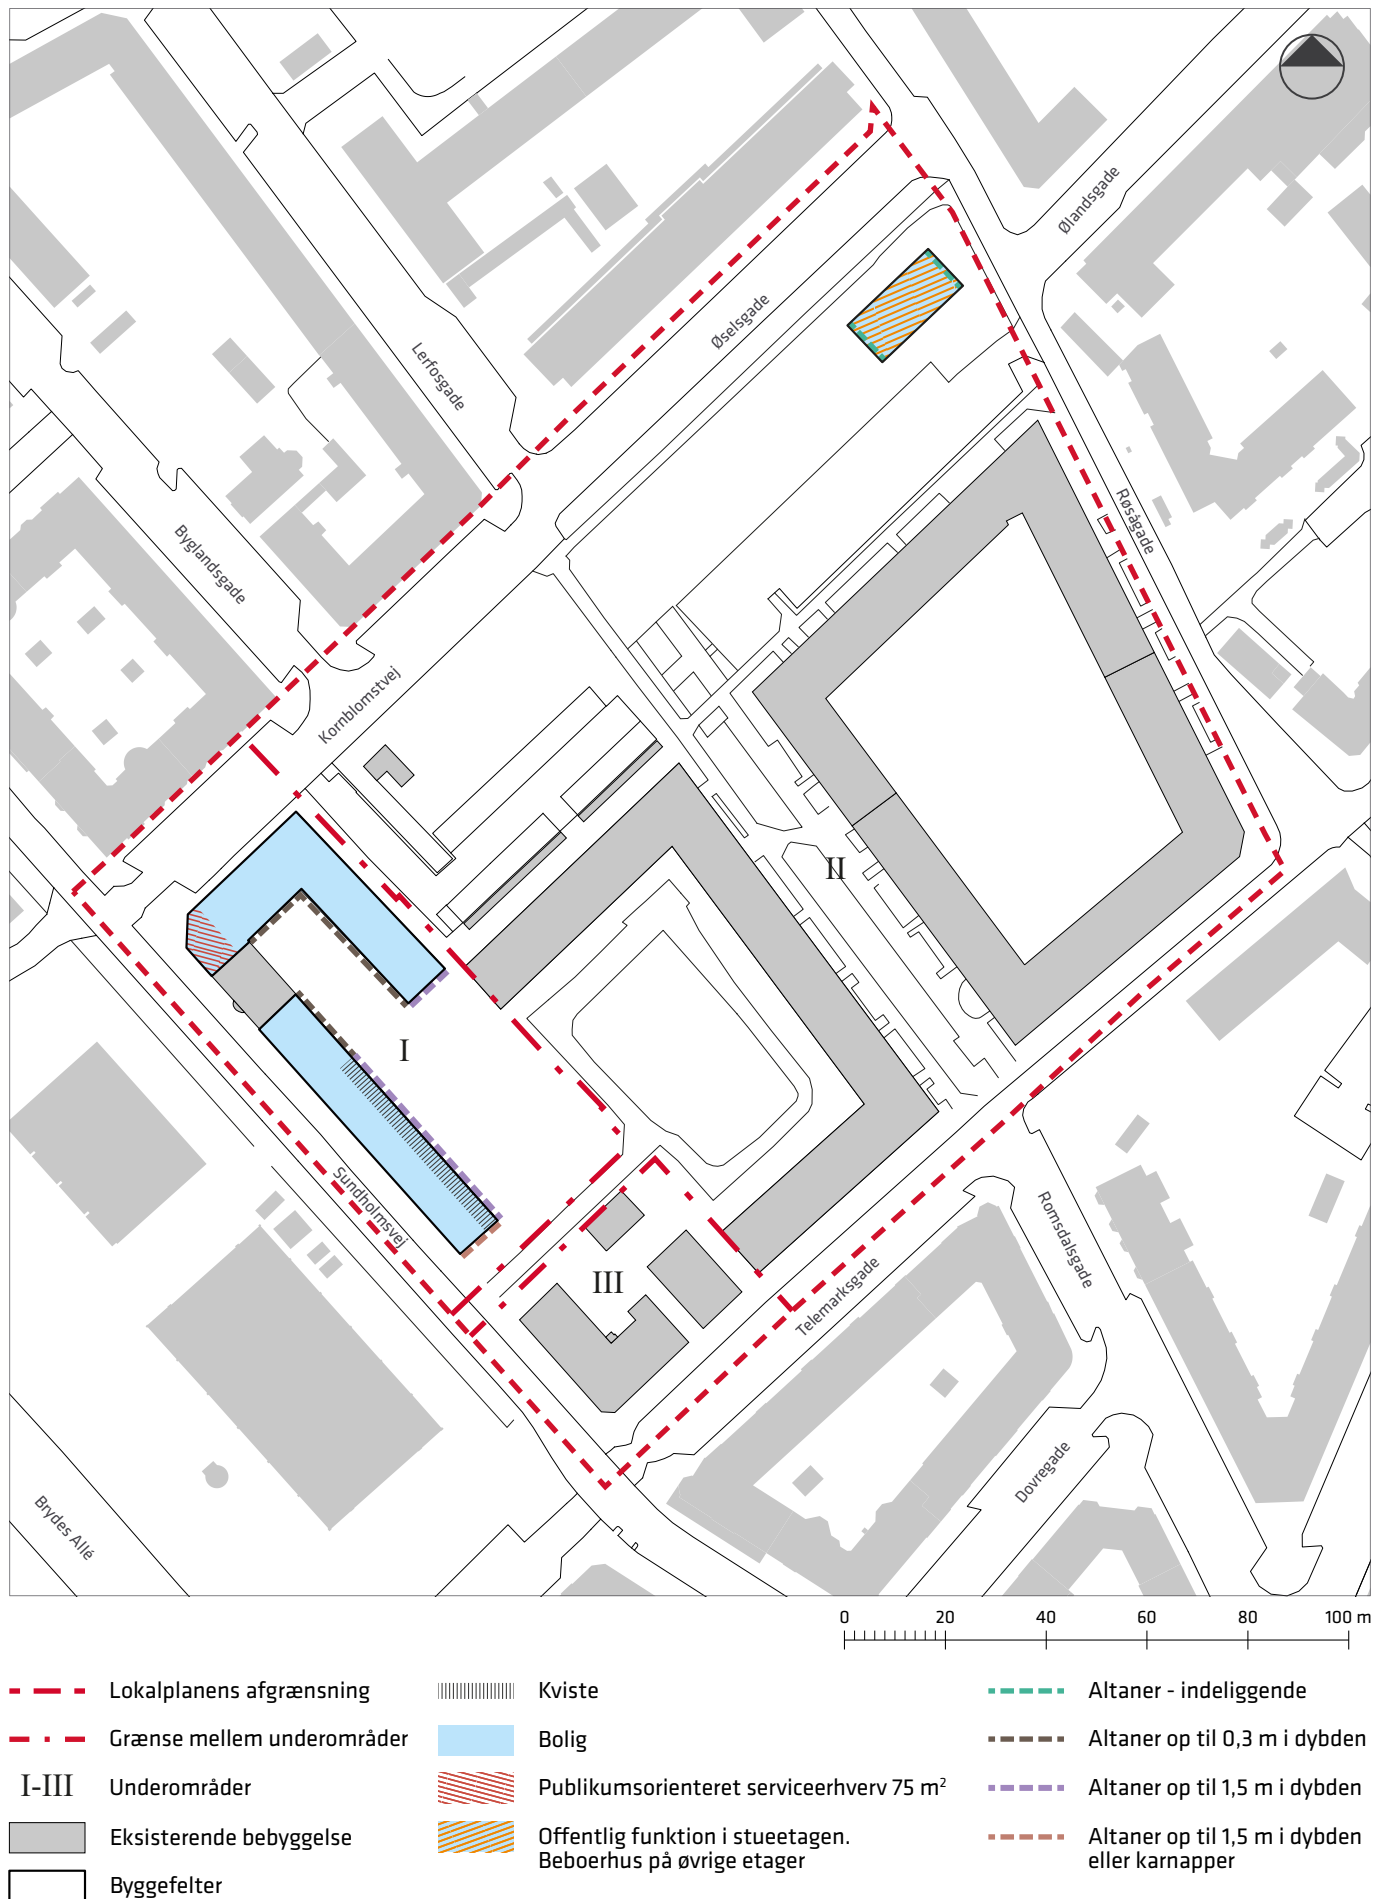 Ølandsgade
Øselsgade
Lerfosgade
Røsågade
Byglandsgade
Kornblomstvej
II
I
Sundholmsvej
Romsdalsgade
III
Telemarksgade
Dovregade
Brydes Allé
0 20 40 60 80 100 m
Lokalplanens afgrænsning
Grænse mellem underområder
I-III Underområder
Eksisterende bebyggelse
Byggefelter
Kviste
Bolig
Publikumsorienteret serviceerhverv 75 m²
Offentlig funktion i stueetagen.
Beboerhus på øvrige etager
Altaner - indeliggende
Altaner op til 0,3 m i dybden
Altaner op til 1,5 m i dybden
Altaner op til 1,5 m i dybden
eller karnapper